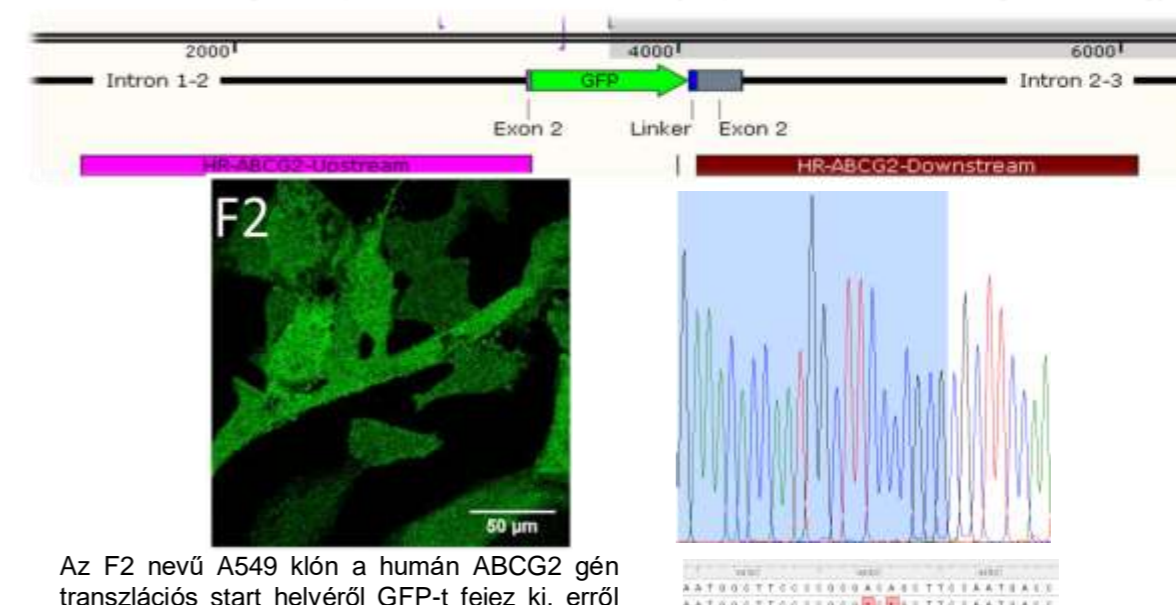 2000 4000 6000
Intron 1-2 GFP Intron 2-3
Exon 2 Linker Exon 2
HR-ABCG2-Upstream HR-ABCG2-Downstream
F2
50 µm
Az F2 nevű A549 klón a humán ABCG2 gén
transzlációs start helyéről GFP-t fejez ki, erről